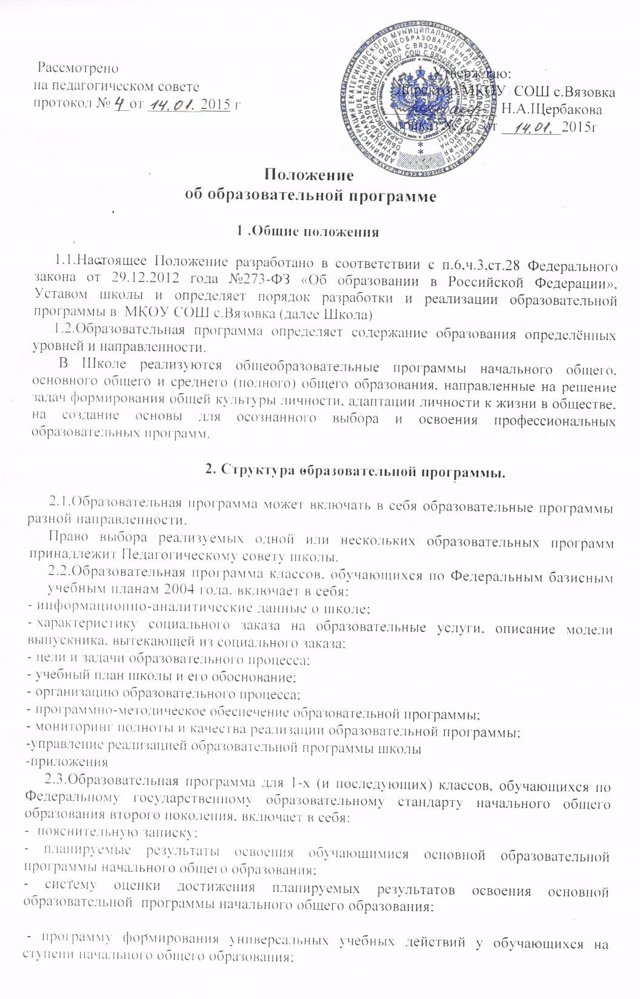 Рассмотрено
на педагогическом совете
протокол № 4 от 14.01. 2015 г
Утверждаю:
Директор МКОУ СОШ с.Вязовка
Н.А.Щербакова
приказ № от 14.01. 2015г
Положение
об образовательной программе
1 .Общие положения
1.1.Настоящее Положение разработано в соответствии с п.6,ч.3,ст.28 Федерального
закона от 29.12.2012 года №273-ФЗ «Об образовании в Российской Федерации»,
Уставом школы и определяет порядок разработки и реализации образовательной
программы в МКОУ СОШ с.Вязовка (далее Школа)
1.2.Образовательная программа определяет содержание образования определённых
уровней и направленности.
В Школе реализуются общеобразовательные программы начального общего,
основного общего и среднего (полного) общего образования, направленные на решение
задач формирования общей культуры личности, адаптации личности к жизни в обществе,
на создание основы для осознанного выбора и освоения профессиональных
образовательных программ.
2. Структура образовательной программы.
2.1.Образовательная программа может включать в себя образовательные программы
разной направленности.
Право выбора реализуемых одной или нескольких образовательных программ
принадлежит Педагогическому совету школы.
2.2.Образовательная программа классов, обучающихся по Федеральным базисным
учебным планам 2004 года, включает в себя:
- информационно-аналитические данные о школе;
- характеристику социального заказа на образовательные услуги, описание модели
выпускника, вытекающей из социального заказа;
- цели и задачи образовательного процесса;
- учебный план школы и его обоснование;
- организацию образовательного процесса;
- программно-методическое обеспечение образовательной программы;
- мониторинг полноты и качества реализации образовательной программы;
-управление реализацией образовательной программы школы
-приложения
2.3.Образовательная программа для 1-х (и последующих) классов, обучающихся по
Федеральному государственному образовательному стандарту начального общего
образования второго поколения, включает в себя:
- пояснительную записку;
- планируемые результаты освоения обучающимися основной образовательной
программы начального общего образования;
- систему оценки достижения планируемых результатов освоения основной
образовательной программы начального общего образования;
- программу формирования универсальных учебных действий у обучающихся на
ступени начального общего образования;